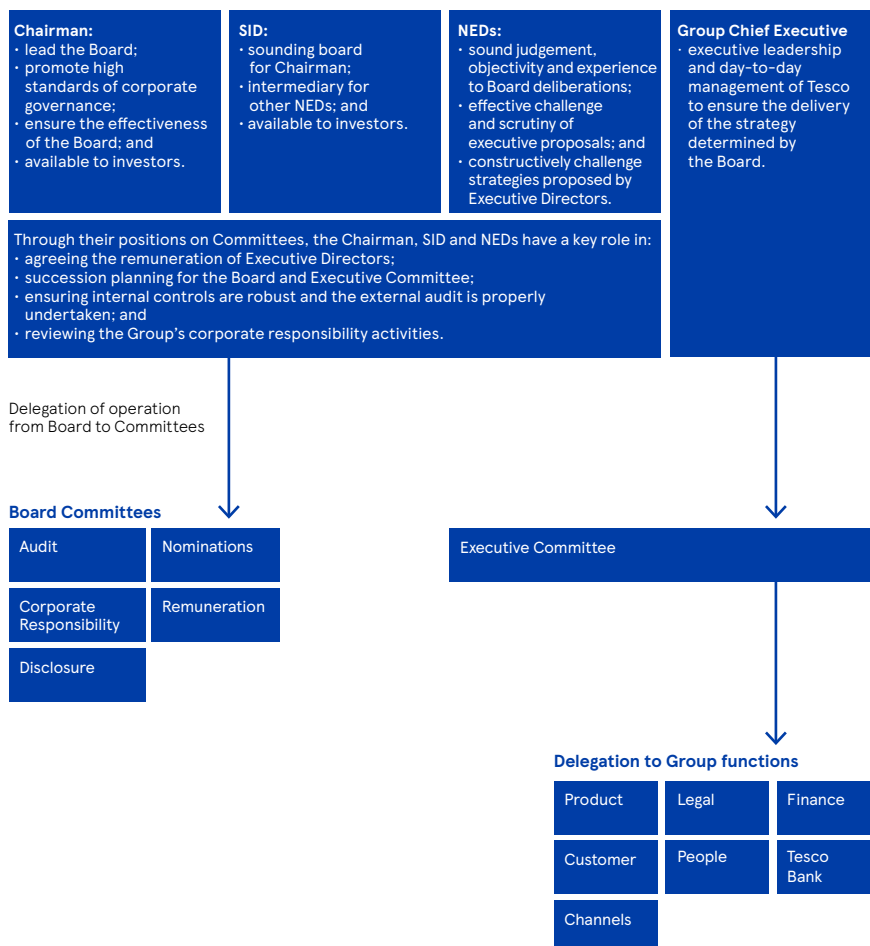 Chairman:
· lead the Board;
· promote high
standards of corporate
governance;
· ensure the effectiveness
of the Board; and
· available to investors.
SID:
· sounding board
for Chairman;
· intermediary for
other NEDs; and
· available to investors.
NEDs:
· sound judgement,
objectivity and experience
to Board deliberations;
· effective challenge
and scrutiny of
executive proposals; and
· constructively challenge
strategies proposed by
Executive Directors.
Group Chief Executive
· executive leadership
and day-to-day
management of Tesco
to ensure the delivery
of the strategy
determined by
the Board.
Through their positions on Committees, the Chairman, SID and NEDs have a key role in:
· agreeing the remuneration of Executive Directors;
· succession planning for the Board and Executive Committee;
· ensuring internal controls are robust and the external audit is properly
undertaken; and
· reviewing the Group’s corporate responsibility activities.
Delegation of operation
from Board to Committees
Board Committees
Audit
Nominations
Corporate
Responsibility
Remuneration
Disclosure
Executive Committee
Delegation to Group functions
Product
Legal
Finance
Customer
People
Tesco
Bank
Channels